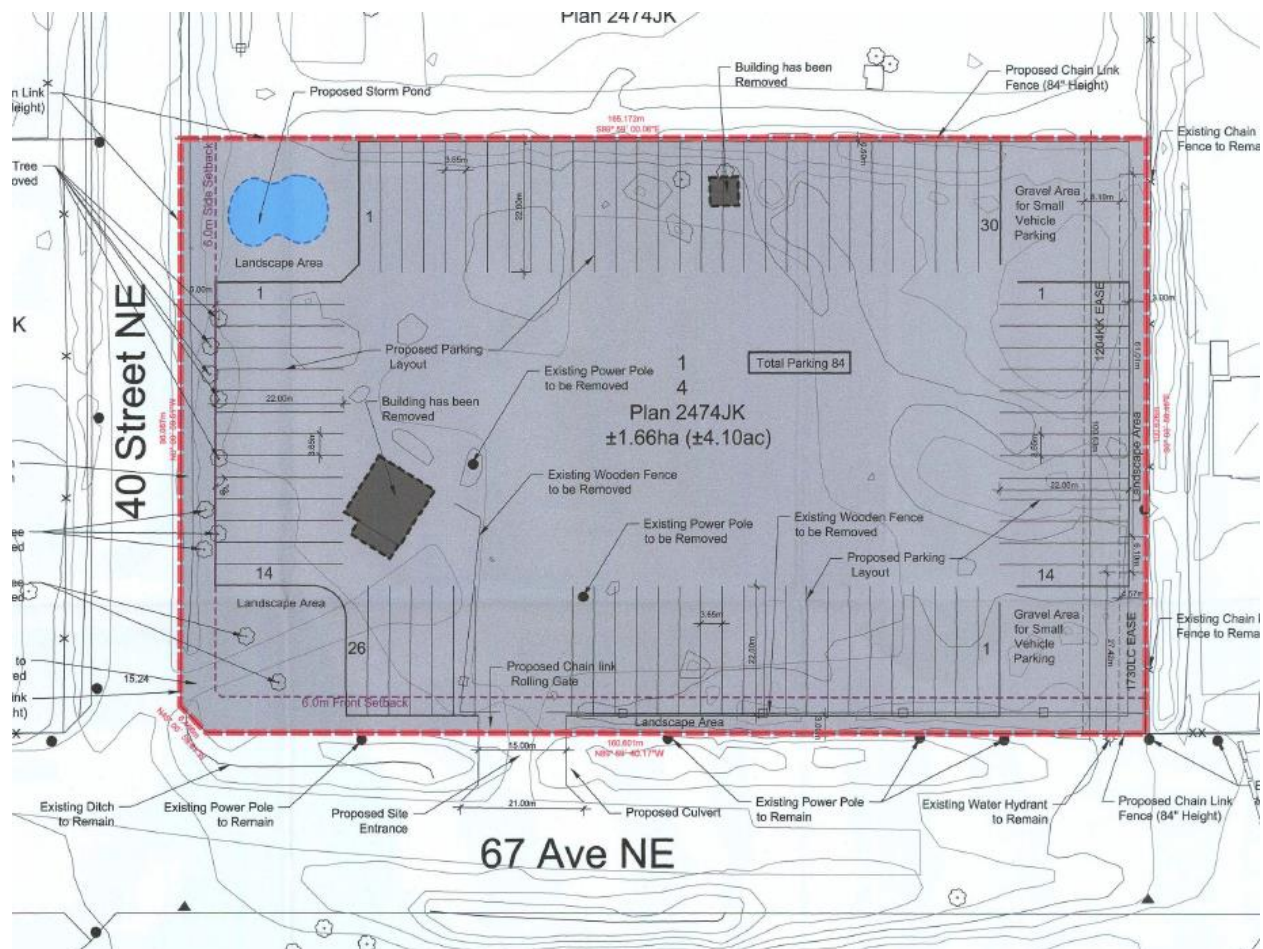 Plan 2474JK
Building has been
Removed
Proposed Chain Link
Fence (84" Height)
n Link
Height)
Proposed Storm Pond
165.172m
Existing Chain
Fence to Rema
Tree
oved
6.0m Side Setback
3.65m
22.00m
1
30
Gravel Area
for Small
Vehicle
Parking
Landscape Area
1
1
K
40 Street NE
Proposed Parking
Layout
22.00m
3.65m
Building has been
Removed
Existing Power Pole
to be Removed
1
4
Total Parking 84
Plan 2474JK
±1.66ha (±4.10ac)
1204KK EASE
Landscape Area
22.00m
Existing Wooden Fence
to be Removed
Existing Power Pole
to be Removed
Existing Wooden Fence
to be Removed
Proposed Parking
Layout
14
14
Landscape Area
26
3.65m
22.00m
1
Gravel Area
for Small
Vehicle
Parking
1730LC EASE
Existing Chain
Fence to Rema
15.24
Proposed Chain link
Rolling Gate
6.0m Front Setback
Landscape Area
15.00m
160.601m
21.00m
Existing Ditch
to Remain
Existing Power Pole
to Remain
Proposed Site
Entrance
Proposed Culvert
Existing Power Pole
to Remain
Existing Water Hydrant
to Remain
Proposed Chain Link
Fence (84" Height)
67 Ave NE